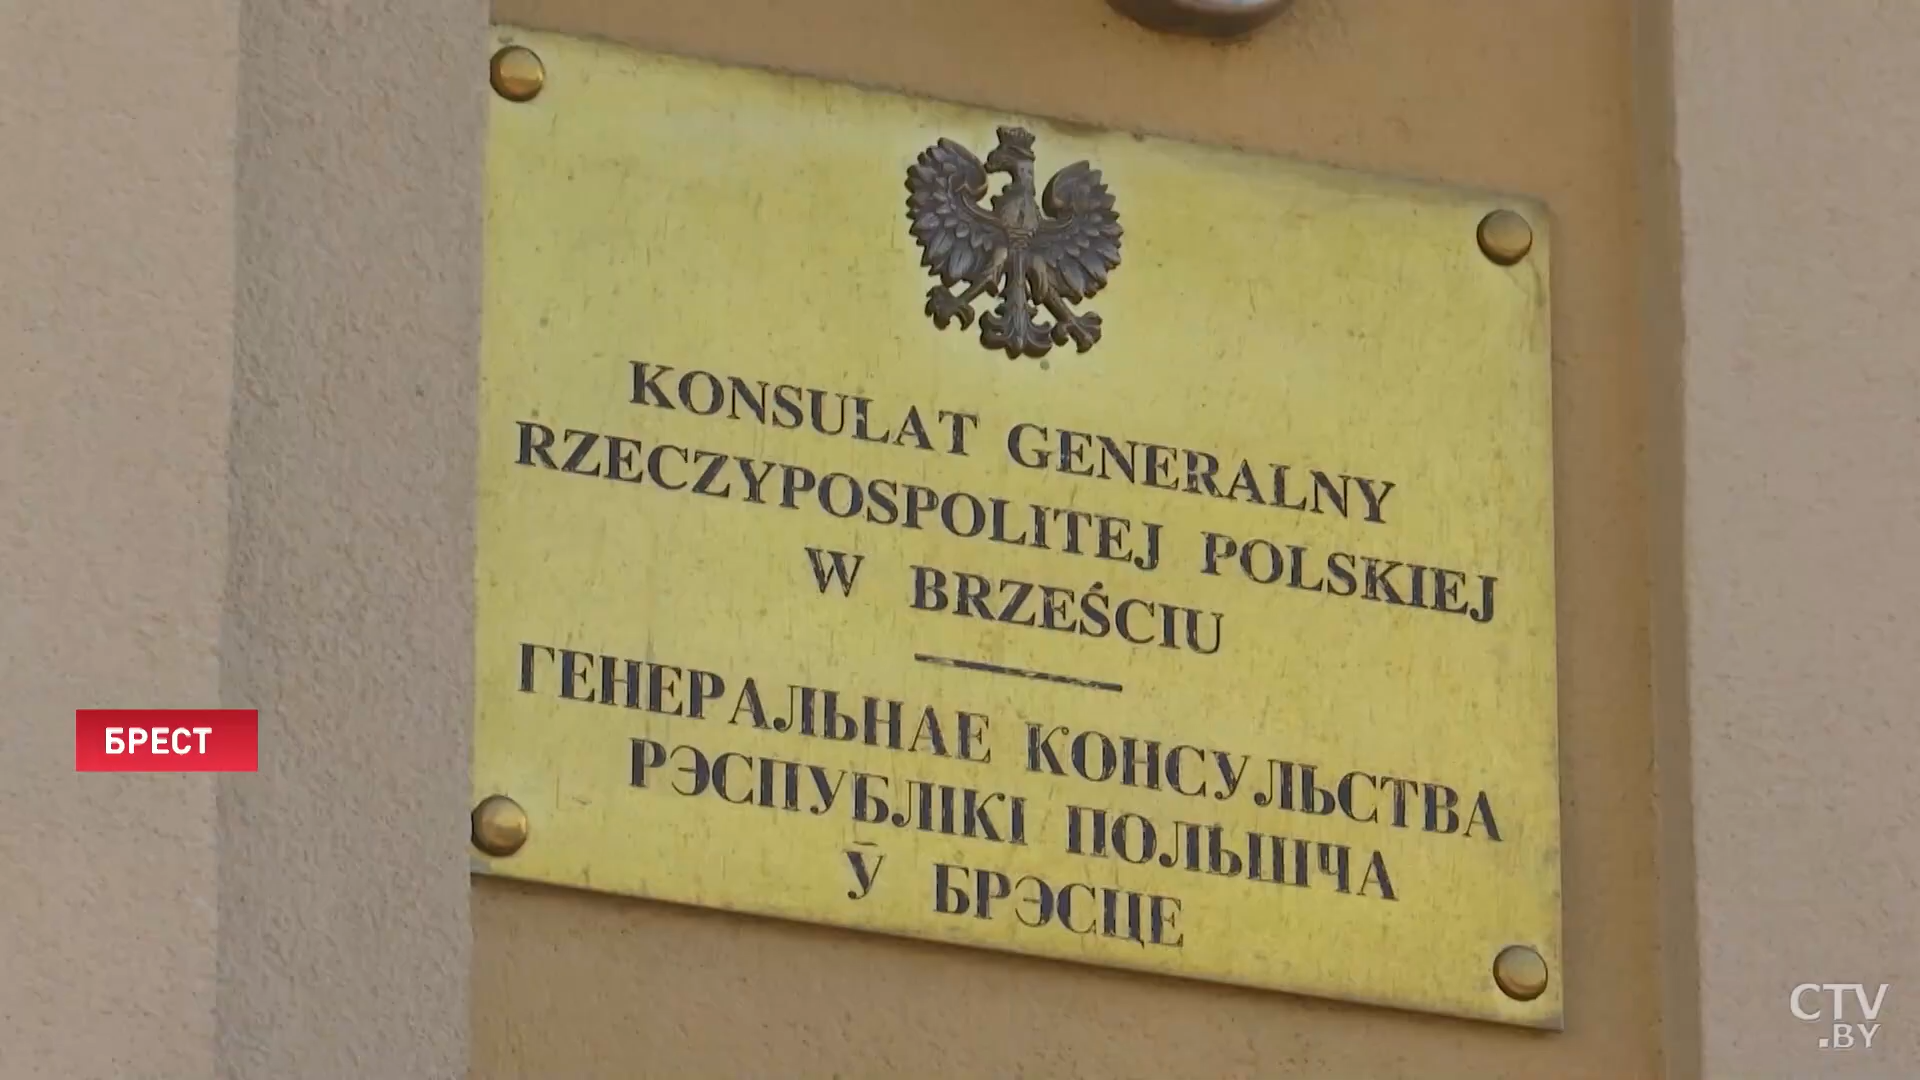 KONSULAT GENERALNY
RZECZYPOSPOLITEJ POLSKIEJ
W BRZEŚCIU
ГЕНЕРАЛЬНАЕ КОНСУЛЬСТВА
РЭСПУБЛІКІ ПОЛЬШЧА
Ў БРЭСЦЕ
БРЕСТ
CTV
.BY